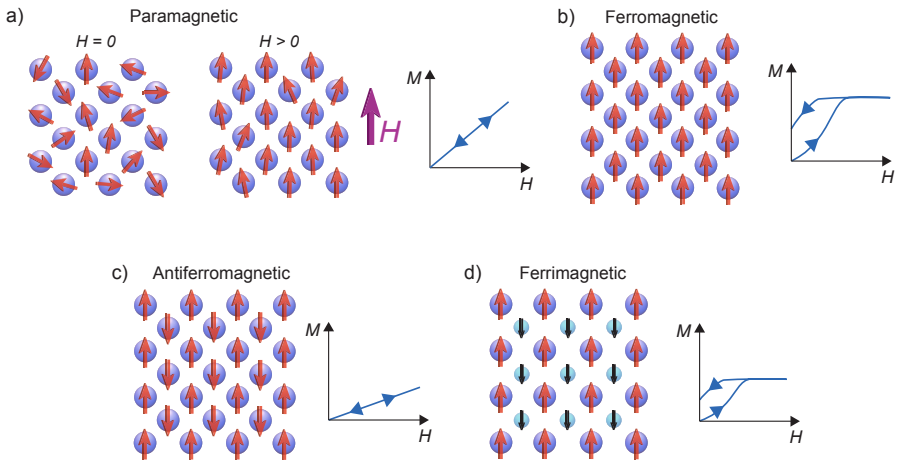 a) Paramagnetic
H = 0
H > 0
H
M
H
b) Ferromagnetic
M
H
c) Antiferromagnetic
M
H
d) Ferrimagnetic
M
H